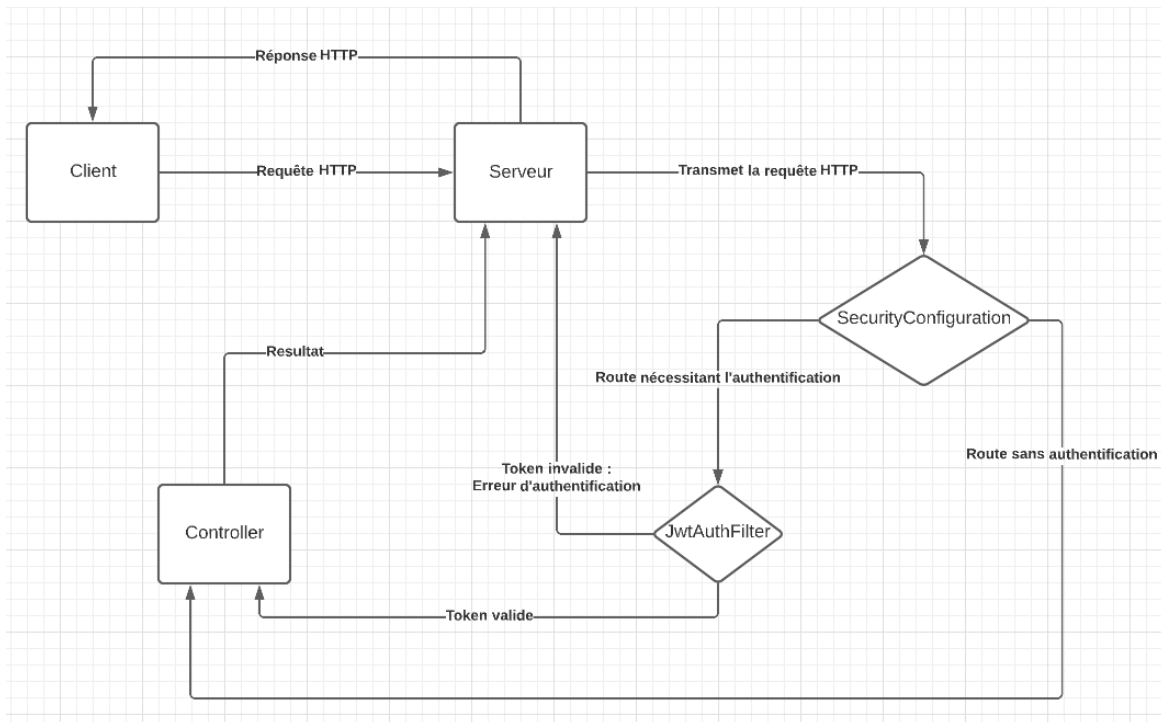 Réponse HTTP
Client
Requête HTTP
Serveur
Transmet la requête HTTP
SecurityConfiguration
Resultat
Route nécessitant l'authentification
Route sans authentification
Token invalide :
Erreur d'authentification
Controller
JwtAuthFilter
Token valide